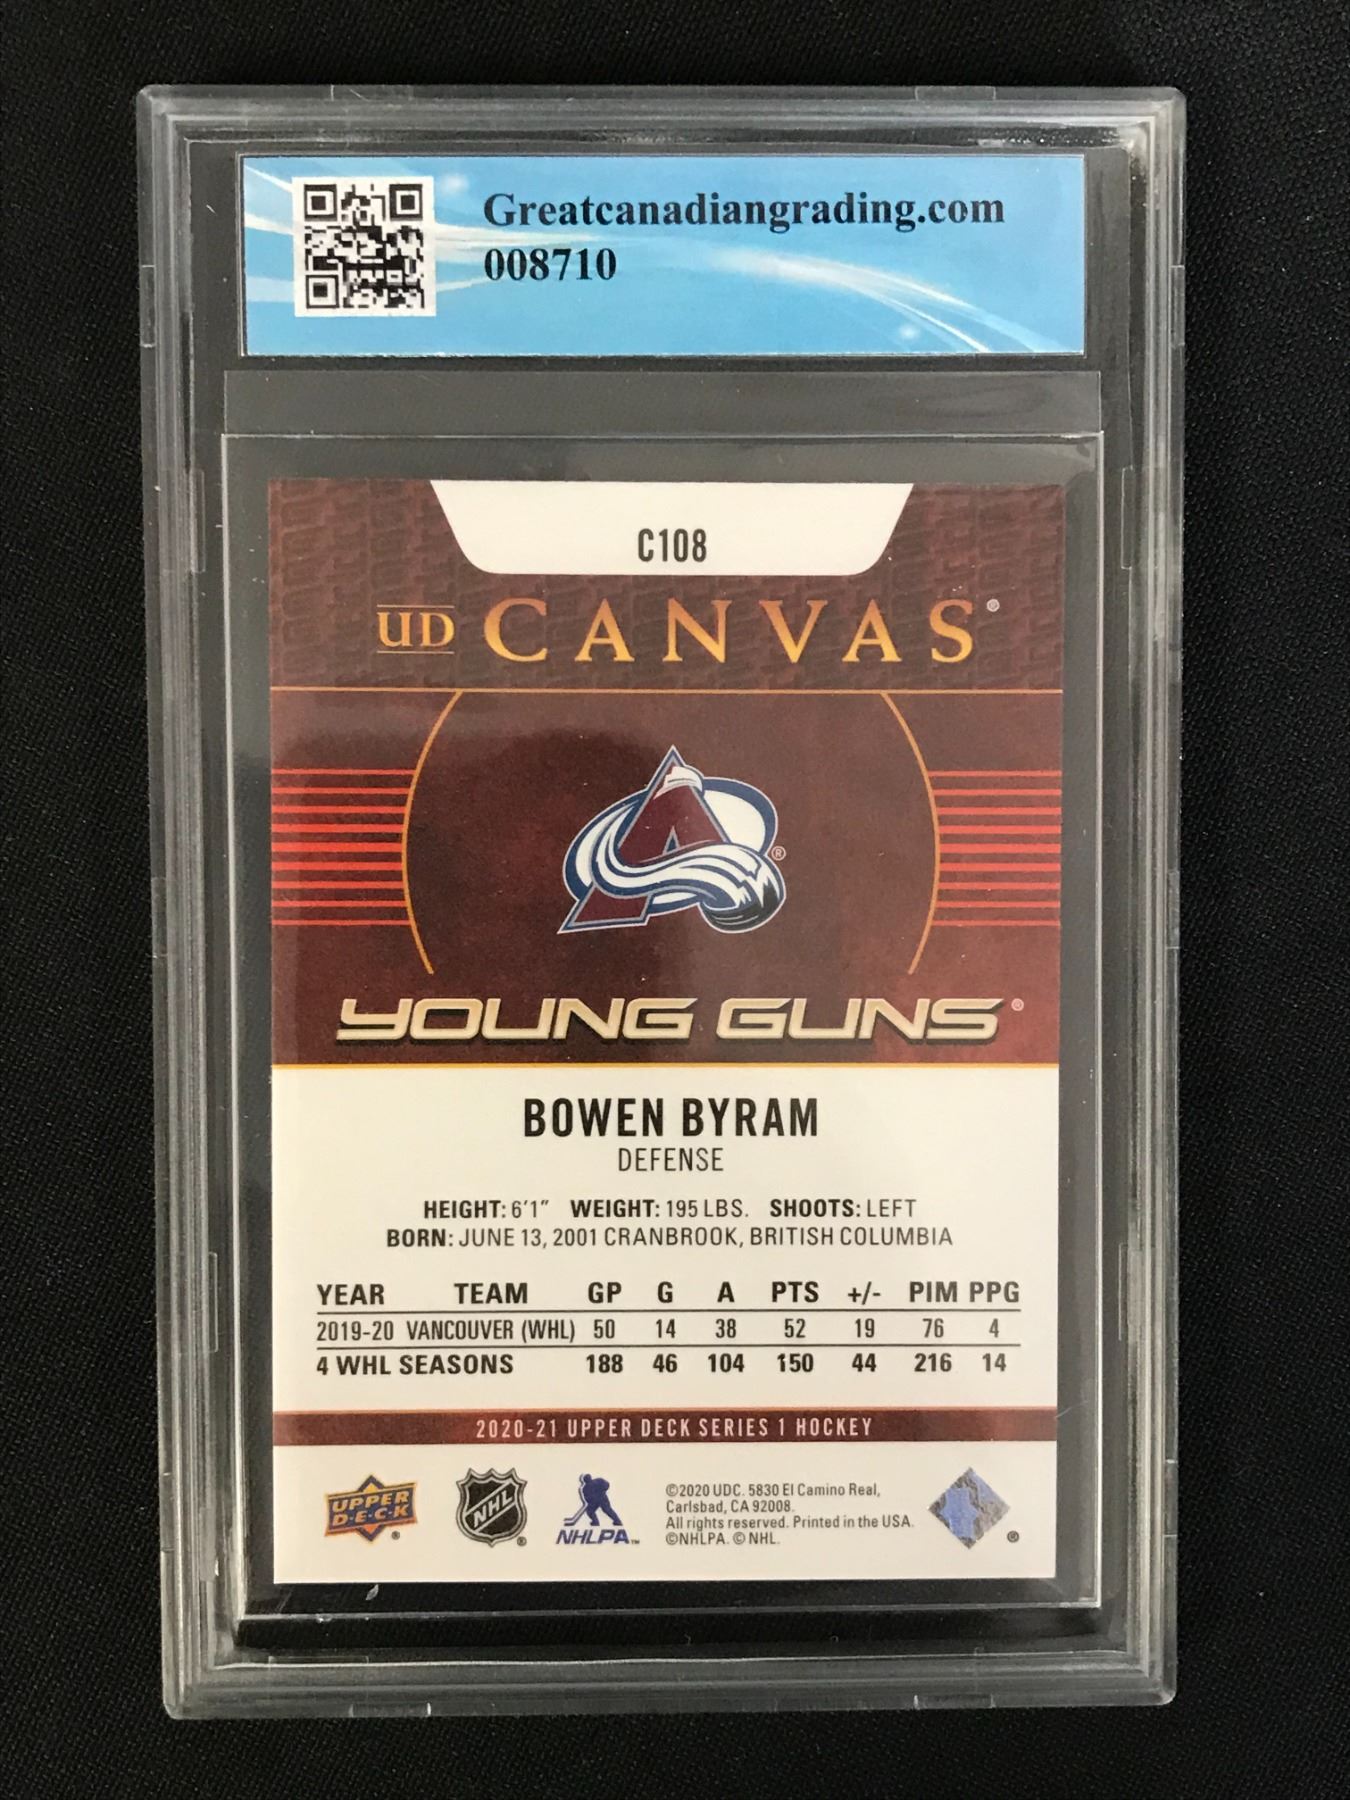 Greatcanadiangrading.com
008710
C108
UD CANVAS®
®
YOUNG GUNS®
BOWEN BYRAM
DEFENSE
HEIGHT: 6'1" WEIGHT: 195 LBS. SHOOTS: LEFT
BORN: JUNE 13, 2001 CRANBROOK, BRITISH COLUMBIA
YEAR TEAM GP G A PTS +/- PIM PPG
2019-20 VANCOUVER (WHL) 50 14 38 52 19 76 4
4 WHL SEASONS 188 46 104 150 44 216 14
2020-21 UPPER DECK SERIES 1 HOCKEY
UPPER
D·E·C·K ®
NHL ®
NHLPA™
©2020 UDC. 5830 El Camino Real,
Carlsbad, CA 92008.
All rights reserved. Printed in the USA.
©NHLPA. © NHL.
®